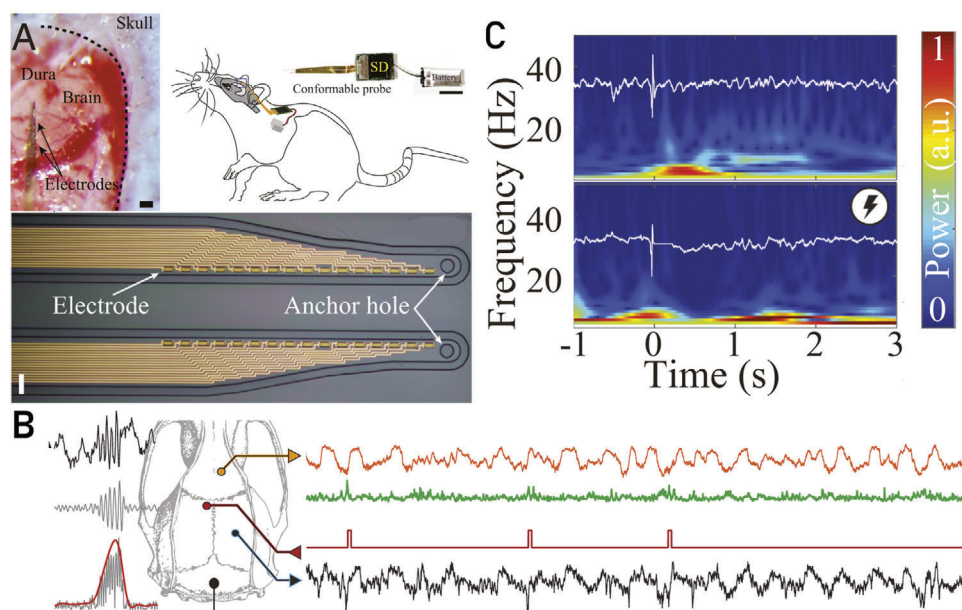 A
Skull
Dura
Brain
Electrodes
SD
Battery
Conformable probe
Electrode
Anchor hole
B
C
40
20
40
20
Frequency (Hz)
-1
0
1
2
3
Time (s)
1
Power (a.u.)
0